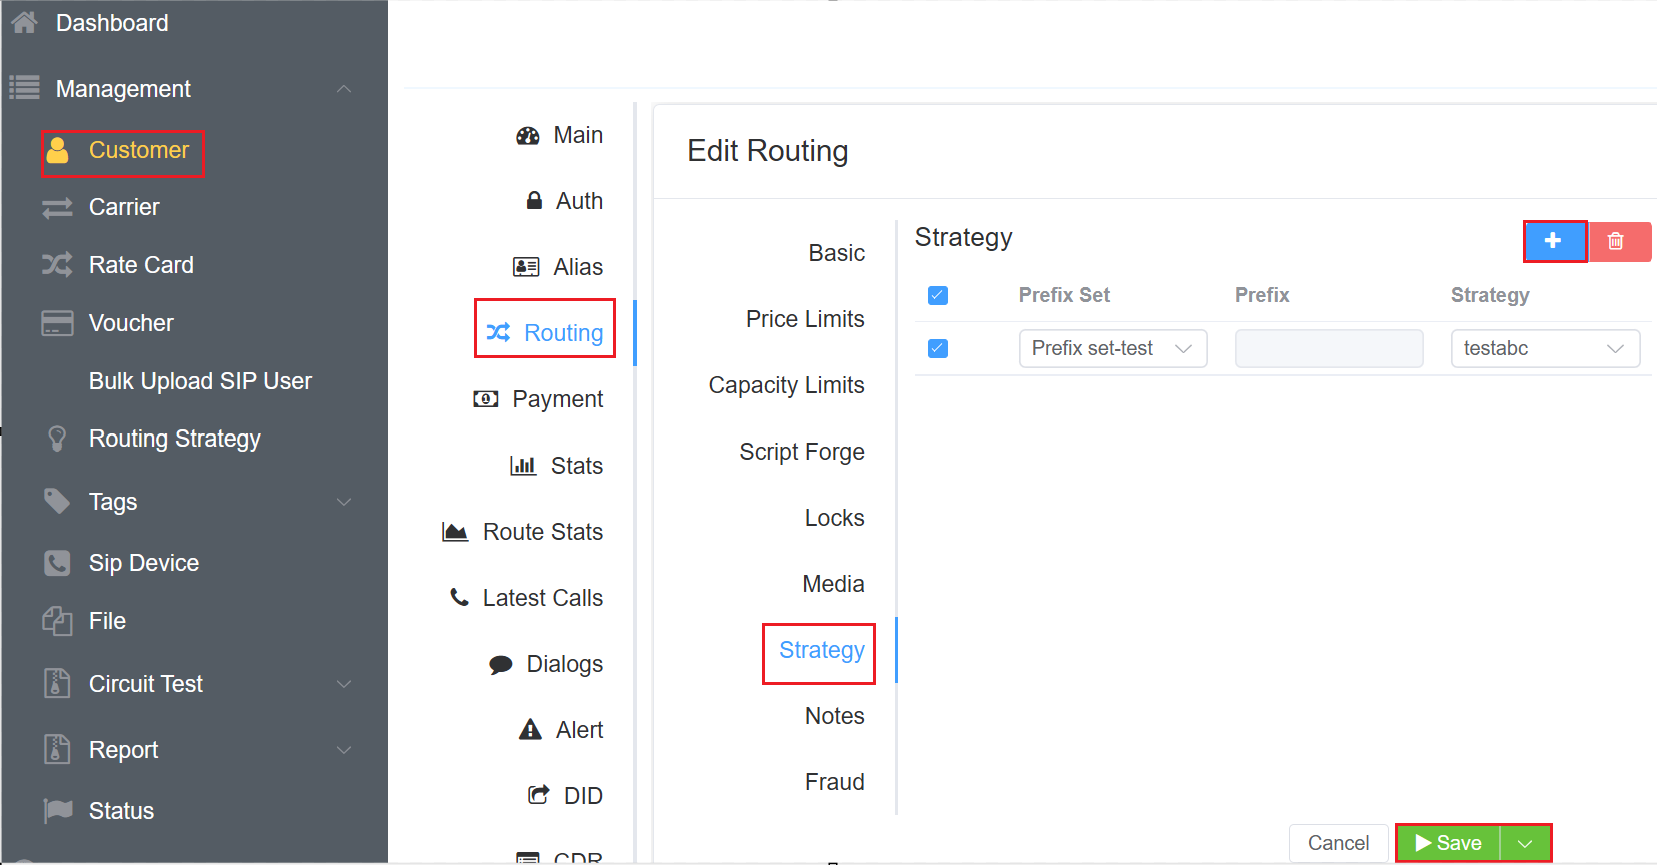 Dashboard
Management
Customer
Carrier
Rate Card
Voucher
Bulk Upload SIP User
Routing Strategy
Tags
Sip Device
File
Circuit Test
Report
Status
Main
Auth
Alias
Routing
Payment
Stats
Route Stats
Latest Calls
Dialogs
Alert
DID
CDR
Edit Routing
Basic
Price Limits
Capacity Limits
Script Forge
Locks
Media
Strategy
Notes
Fraud
Strategy
Prefix Set Prefix Strategy
Prefix set-test testabc
Cancel Save